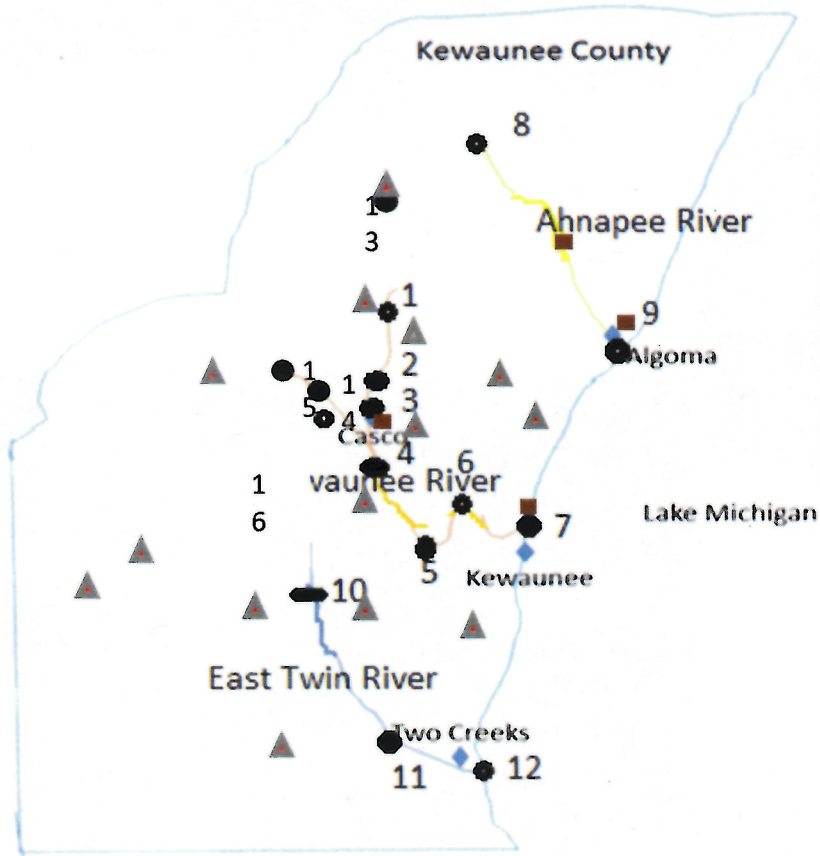 Kewaunee County
8
Ahnapee River
1
3
1
9
Algoma
2
1
1
3
5
4
Casco
4
6
vaunee River
1
6
7
Lake Michigan
5
Kewaunee
10
East Twin River
Two Creeks
11
12